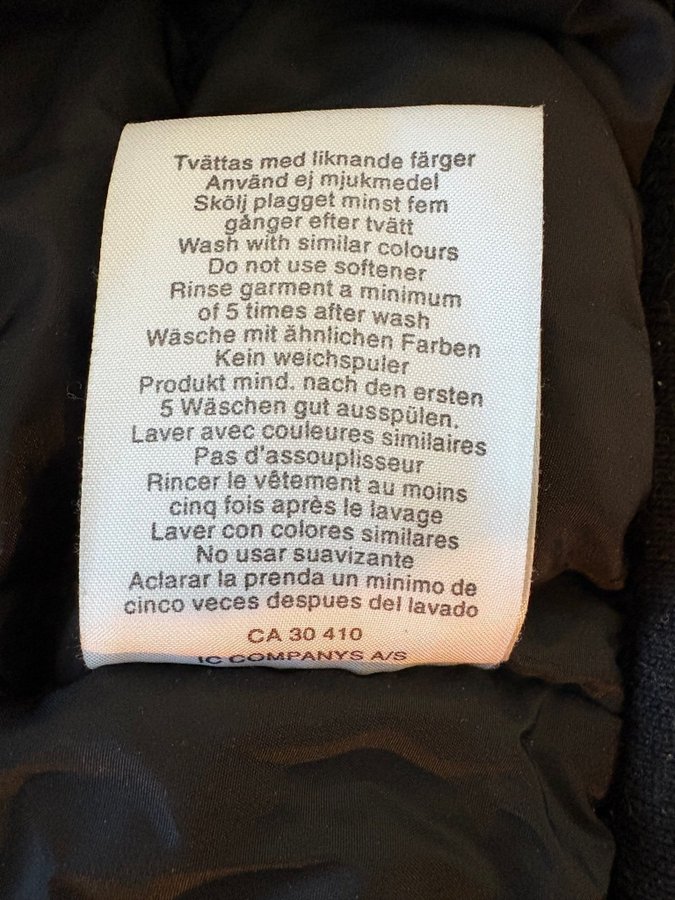 Tvättas med liknande färger
Använd ej mjukmedel
Skölj plagget minst fem
gånger efter tvätt
Wash with similar colours
Do not use softener
Rinse garment a minimum
of 5 times after wash
Wäsche mit ähnlichen Farben
Kein weichspuler
Produkt mind. nach den ersten
5 Wäschen gut ausspülen.
Laver avec couleures similaires
Pas d'assouplisseur
Rincer le vêtement au moins
cinq fois après le lavage
Laver con colores similares
No usar suavizante
Aclarar la prenda un minimo de
cinco veces despues del lavado
CA 30 410
IC COMPANYS A/S